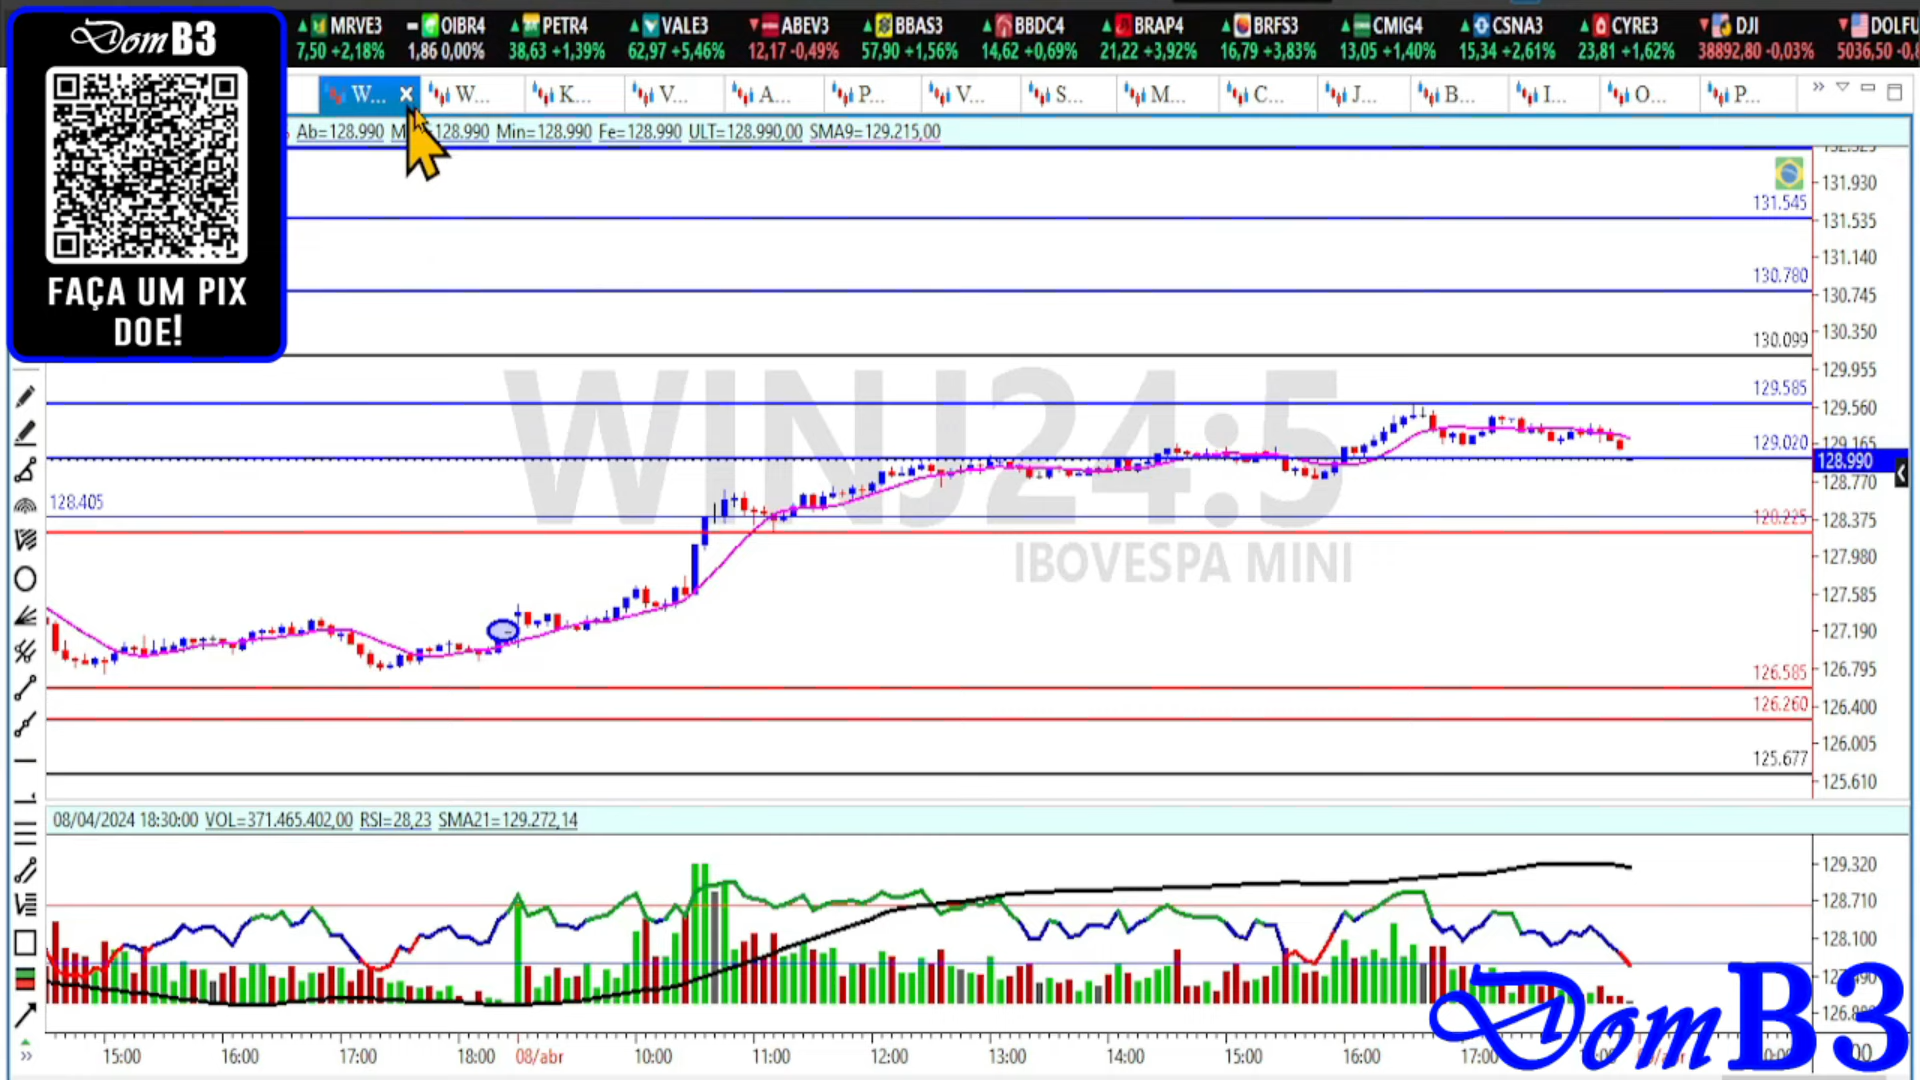 Dom B3
FAÇA UM PIX
DOE!
MRVE3 OIBR4 PETR4 VALE3 ABEV3 BBAS3 BBDC4 BRAP4 BRFS3 CMIG4 CSNA3 CYRE3 DJI DOLFU
7,50 +2,18% 1,86 0,00% 38,63 +1,39% 62,97 +5,46% 12,17 -0,49% 57,90 +1,56% 14,62 +0,69% 21,22 +3,92% 16,79 +3,83% 13,05 +1,40% 15,34 +2,61% 23,81 +1,62% 38892,80 -0,03% 5036,50
W... W... K... V... A... P... V... S... M... C... J... B... I... O... P...
Ab=128.990 128.990 Min=128.990 Fe=128.990 ULT=128.990,00 SMA9=129.215,00
131.930
131.545
131.535
131.140
130.780
130.745
130.350
130.099
129.955
129.585
129.560
129.020
129.165
128.990
128.770
128.405
128.375
127.980
127.585
127.190
126.795
126.585
126.400
126.260
126.005
125.677
125.610
WINJ24:5
IBOVESPA MINI
08/04/2024 18:30:00 VOL=371.465.402,00 RSI=28,23 SMA21=129.272,14
129.320
128.710
128.100
15:00 16:00 17:00 18:00 08/abr 10:00 11:00 12:00 13:00 14:00 15:00 16:00 17:00
Dom B3